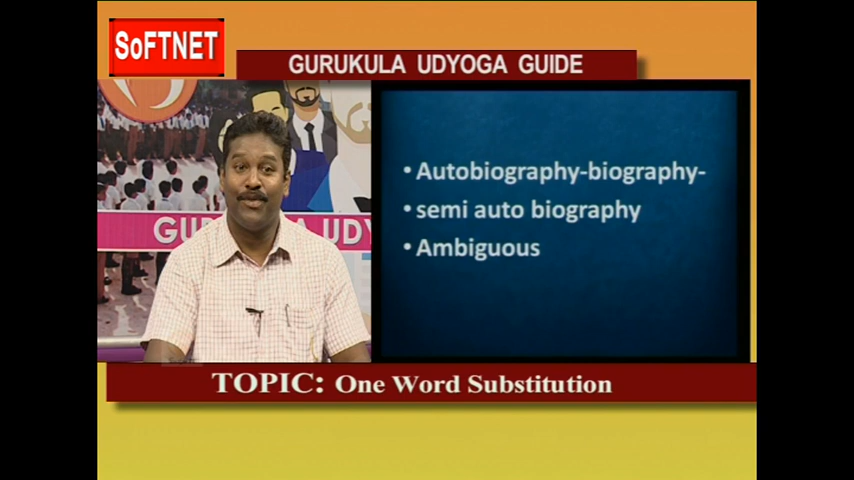 SoFTNET
GURUKULA UDYOGA GUIDE
• Autobiography-biography-
• semi auto biography
• Ambiguous
TOPIC: One Word Substitution